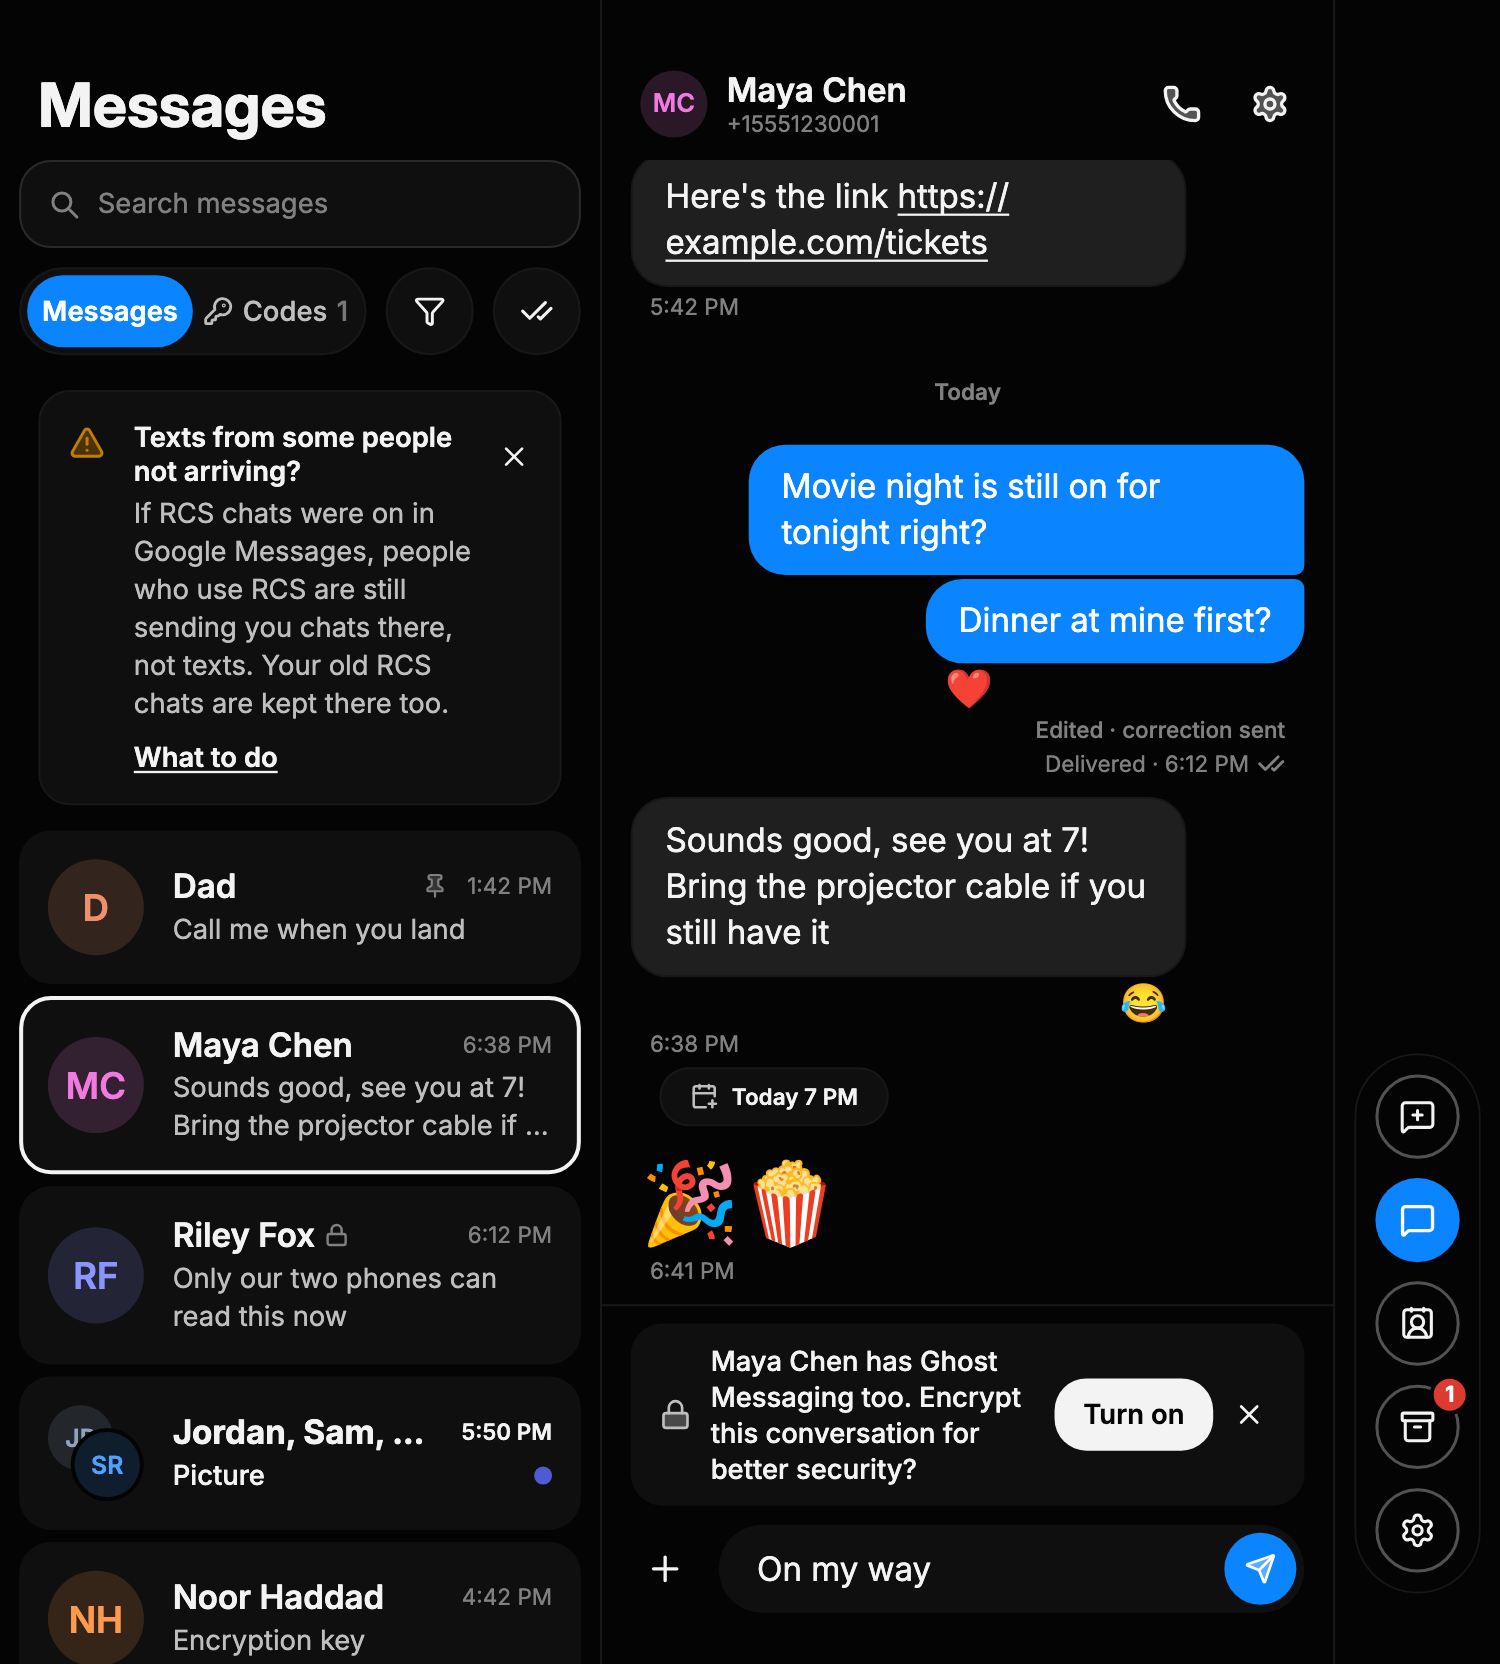 Messages
Search messages
Messages
Codes 1
Texts from some people
not arriving?
If RCS chats were on in
Google Messages, people
who use RCS are still
sending you chats there,
not texts. Your old RCS
chats are kept there too.
What to do
D
Dad
1:42 PM
Call me when you land
MC
Maya Chen
6:38 PM
Sounds good, see you at 7!
Bring the projector cable if ...
RF
Riley Fox
6:12 PM
Only our two phones can
read this now
SR
Jordan, Sam, ...
5:50 PM
Picture
NH
Noor Haddad
4:42 PM
Encryption key
MC
Maya Chen
+15551230001
Here's the link https://
example.com/tickets
5:42 PM
Today
Movie night is still on for
tonight right?
Dinner at mine first?
❤️
Edited · correction sent
Delivered · 6:12 PM
Sounds good, see you at 7!
Bring the projector cable if you
still have it
😂
6:38 PM
Today 7 PM
🎉🍿
6:41 PM
Maya Chen has Ghost
Messaging too. Encrypt
this conversation for
better security?
Turn on
On my way
1